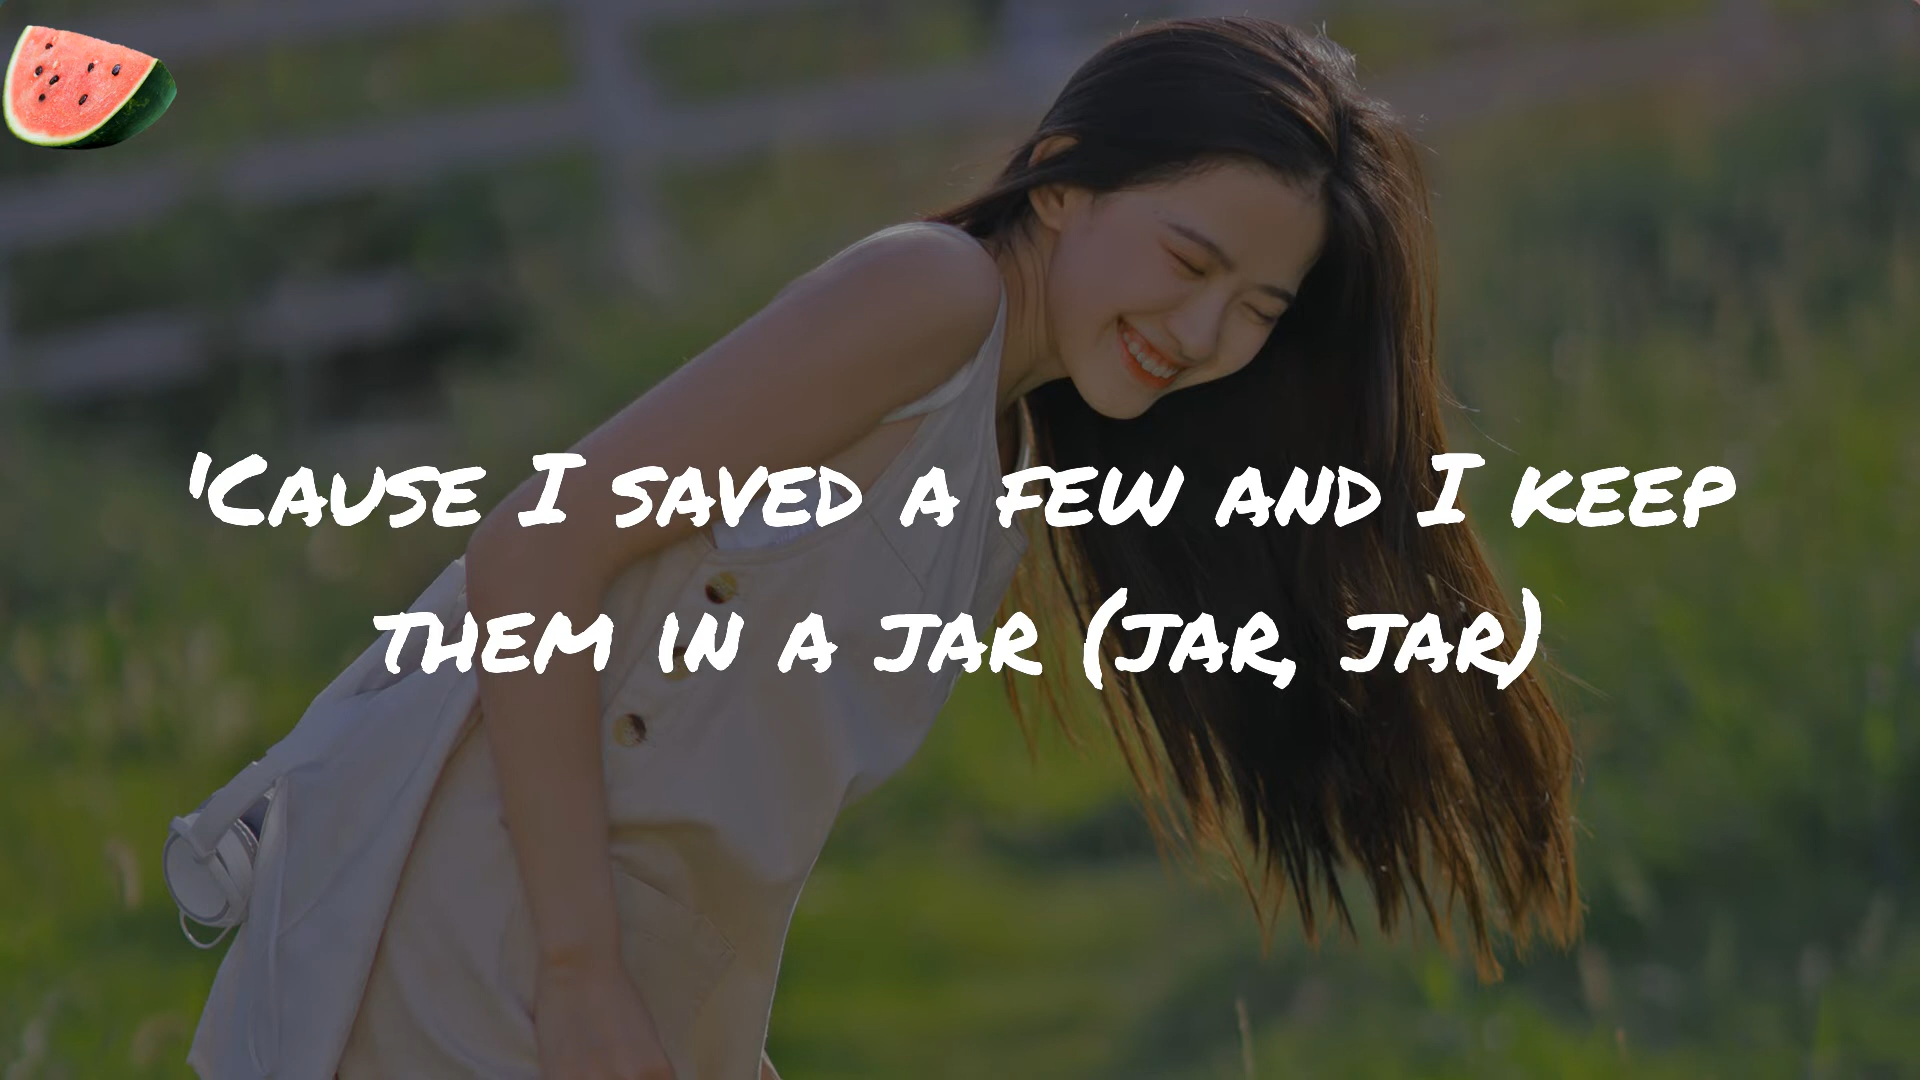 'Cause I saved a few and I keep
them in a jar (jar, jar)